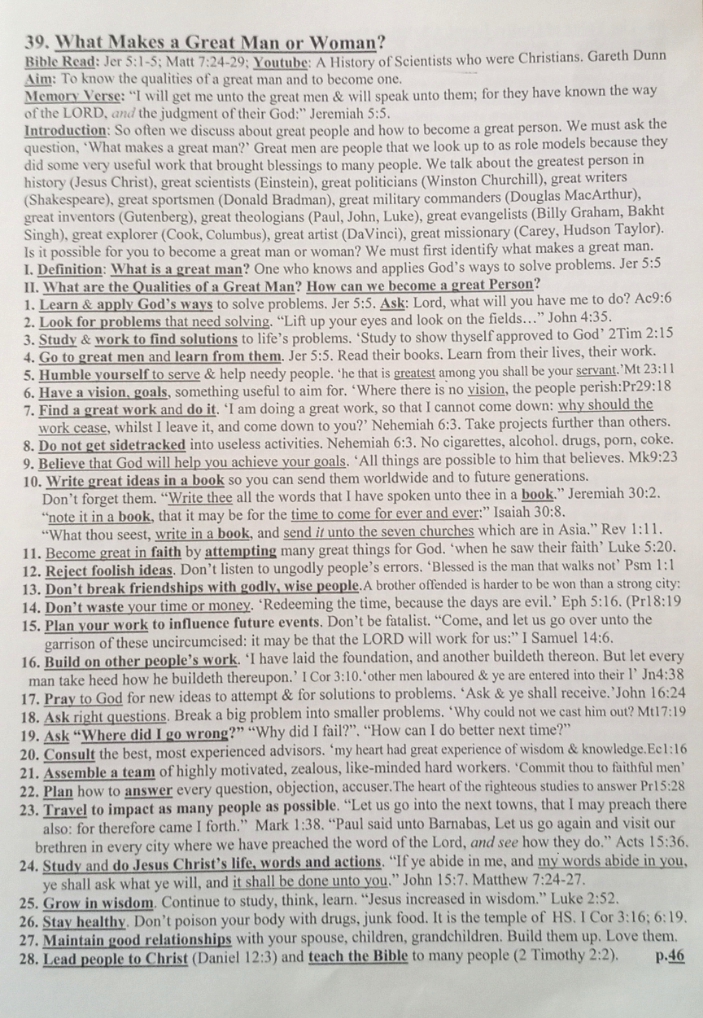 39. What Makes a Great Man or Woman?
Bible Read: Jer 5:1-5; Matt 7:24-29; Youtube: A History of Scientists who were Christians. Gareth Dunn
Aim: To know the qualities of a great man and to become one.
Memory Verse: “I will get me unto the great men & will speak unto them; for they have known the way
of the LORD, and the judgment of their God:” Jeremiah 5:5.
Introduction: So often we discuss about great people and how to become a great person. We must ask the
question, ‘What makes a great man?’ Great men are people that we look up to as role models because they
did some very useful work that brought blessings to many people. We talk about the greatest person in
history (Jesus Christ), great scientists (Einstein), great politicians (Winston Churchill), great writers
(Shakespeare), great sportsmen (Donald Bradman), great military commanders (Douglas MacArthur),
great inventors (Gutenberg), great theologians (Paul, John, Luke), great evangelists (Billy Graham, Bakht
Singh), great explorer (Cook, Columbus), great artist (DaVinci), great missionary (Carey, Hudson Taylor).
Is it possible for you to become a great man or woman? We must first identify what makes a great man.
I. Definition: What is a great man? One who knows and applies God’s ways to solve problems. Jer 5:5
II. What are the Qualities of a Great Man? How can we become a great Person?
1. Learn & apply God’s ways to solve problems. Jer 5:5. Ask: Lord, what will you have me to do? Ac9:6
2. Look for problems that need solving. “Lift up your eyes and look on the fields…” John 4:35.
3. Study & work to find solutions to life’s problems. ‘Study to show thyself approved to God’ 2Tim 2:15
4. Go to great men and learn from them. Jer 5:5. Read their books. Learn from their lives, their work.
5. Humble yourself to serve & help needy people. ‘he that is greatest among you shall be your servant.’Mt 23:11
6. Have a vision, goals, something useful to aim for. ‘Where there is no vision, the people perish:Pr29:18
7. Find a great work and do it. ‘I am doing a great work, so that I cannot come down: why should the
work cease, whilst I leave it, and come down to you?’ Nehemiah 6:3. Take projects further than others.
8. Do not get sidetracked into useless activities. Nehemiah 6:3. No cigarettes, alcohol. drugs, porn, coke.
9. Believe that God will help you achieve your goals. ‘All things are possible to him that believes. Mk9:23
10. Write great ideas in a book so you can send them worldwide and to future generations.
Don’t forget them. “Write thee all the words that I have spoken unto thee in a book.” Jeremiah 30:2.
“note it in a book, that it may be for the time to come for ever and ever:” Isaiah 30:8.
“What thou seest, write in a book, and send it unto the seven churches which are in Asia.” Rev 1:11.
11. Become great in faith by attempting many great things for God. ‘when he saw their faith’ Luke 5:20.
12. Reject foolish ideas. Don’t listen to ungodly people’s errors. ‘Blessed is the man that walks not’ Psm 1:1
13. Don’t break friendships with godly, wise people.A brother offended is harder to be won than a strong city:
14. Don’t waste your time or money. ‘Redeeming the time, because the days are evil.’ Eph 5:16. (Pr18:19
15. Plan your work to influence future events. Don’t be fatalist. “Come, and let us go over unto the
garrison of these uncircumcised: it may be that the LORD will work for us:” I Samuel 14:6.
16. Build on other people’s work. ‘I have laid the foundation, and another buildeth thereon. But let every
man take heed how he buildeth thereupon.’ I Cor 3:10.‘other men laboured & ye are entered into their l’ Jn4:38
17. Pray to God for new ideas to attempt & for solutions to problems. ‘Ask & ye shall receive.’John 16:24
18. Ask right questions. Break a big problem into smaller problems. ‘Why could not we cast him out? Mt17:19
19. Ask “Where did I go wrong?” “Why did I fail?”. “How can I do better next time?”
20. Consult the best, most experienced advisors. ‘my heart had great experience of wisdom & knowledge.Ec1:16
21. Assemble a team of highly motivated, zealous, like-minded hard workers. ‘Commit thou to faithful men’
22. Plan how to answer every question, objection, accuser.The heart of the righteous studies to answer Pr15:28
23. Travel to impact as many people as possible. “Let us go into the next towns, that I may preach there
also: for therefore came I forth.” Mark 1:38. “Paul said unto Barnabas, Let us go again and visit our
brethren in every city where we have preached the word of the Lord, and see how they do.” Acts 15:36.
24. Study and do Jesus Christ’s life, words and actions. “If ye abide in me, and my words abide in you,
ye shall ask what ye will, and it shall be done unto you.” John 15:7. Matthew 7:24-27.
25. Grow in wisdom. Continue to study, think, learn. “Jesus increased in wisdom.” Luke 2:52.
26. Stay healthy. Don’t poison your body with drugs, junk food. It is the temple of HS. I Cor 3:16; 6:19.
27. Maintain good relationships with your spouse, children, grandchildren. Build them up. Love them.
28. Lead people to Christ (Daniel 12:3) and teach the Bible to many people (2 Timothy 2:2). p.46